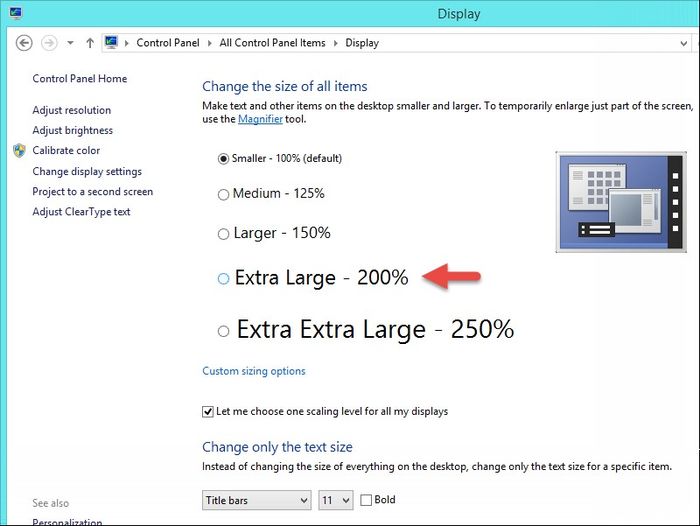 Display
Control Panel All Control Panel Items Display
Control Panel Home
Adjust resolution
Adjust brightness
Calibrate color
Change display settings
Project to a second screen
Adjust ClearType text
Change the size of all items
Make text and other items on the desktop smaller and larger. To temporarily enlarge just part of the screen,
use the Magnifier tool.
Smaller - 100% (default)
Medium - 125%
Larger - 150%
Extra Large - 200%
Extra Extra Large - 250%
Custom sizing options
Let me choose one scaling level for all my displays
Change only the text size
Instead of changing the size of everything on the desktop, change only the text size for a specific item.
Title bars 11 Bold
See also
Personalization